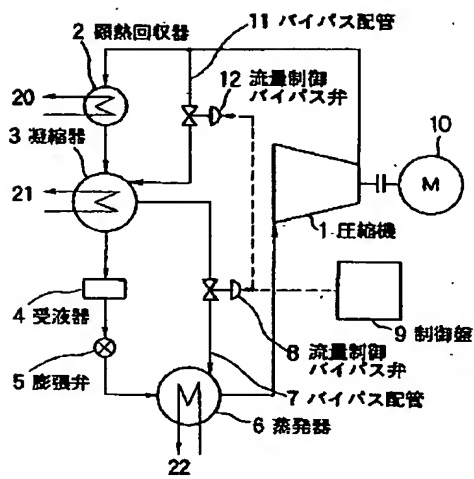 11 バイパス配管
2 顕熱回収器
12 流量制御
バイパス弁
20
10
3 凝縮器
M
21
1 圧縮機
4 受液器
9 制御盤
8 流量制御
バイパス弁
5 膨張弁
7 バイパス配管
6 蒸発器
22